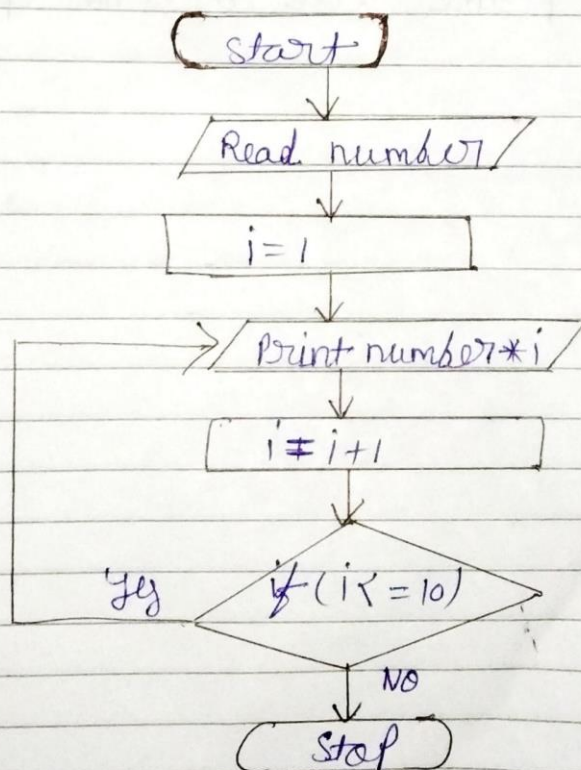 start
Read number
i = 1
Print number * i
i = i + 1
if (i < = 10)
Yes
NO
Stop